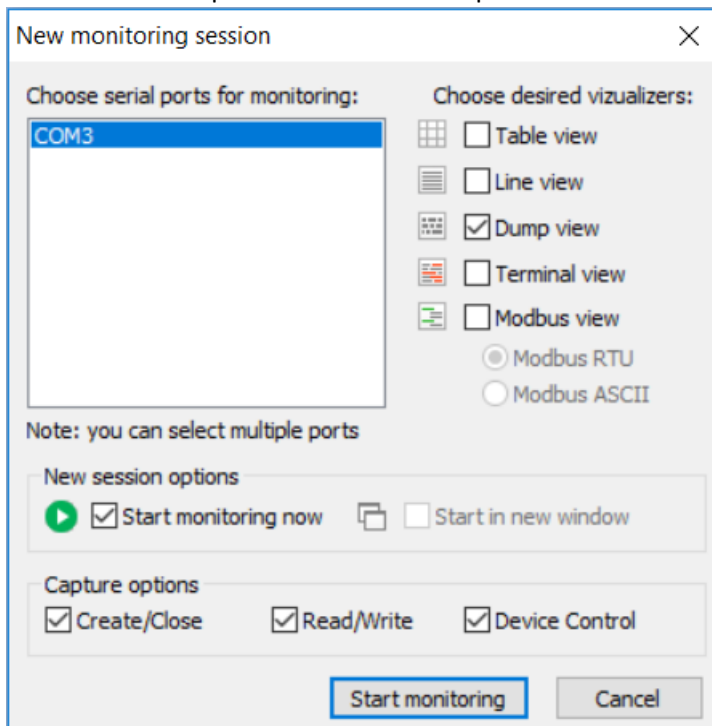 New monitoring session
Choose serial ports for monitoring:
COM3
Note: you can select multiple ports
Choose desired vizualizers:
Table view
Line view
Dump view
Terminal view
Modbus view
Modbus RTU
Modbus ASCII
New session options
Start monitoring now
Start in new window
Capture options
Create/Close
Read/Write
Device Control
Start monitoring
Cancel